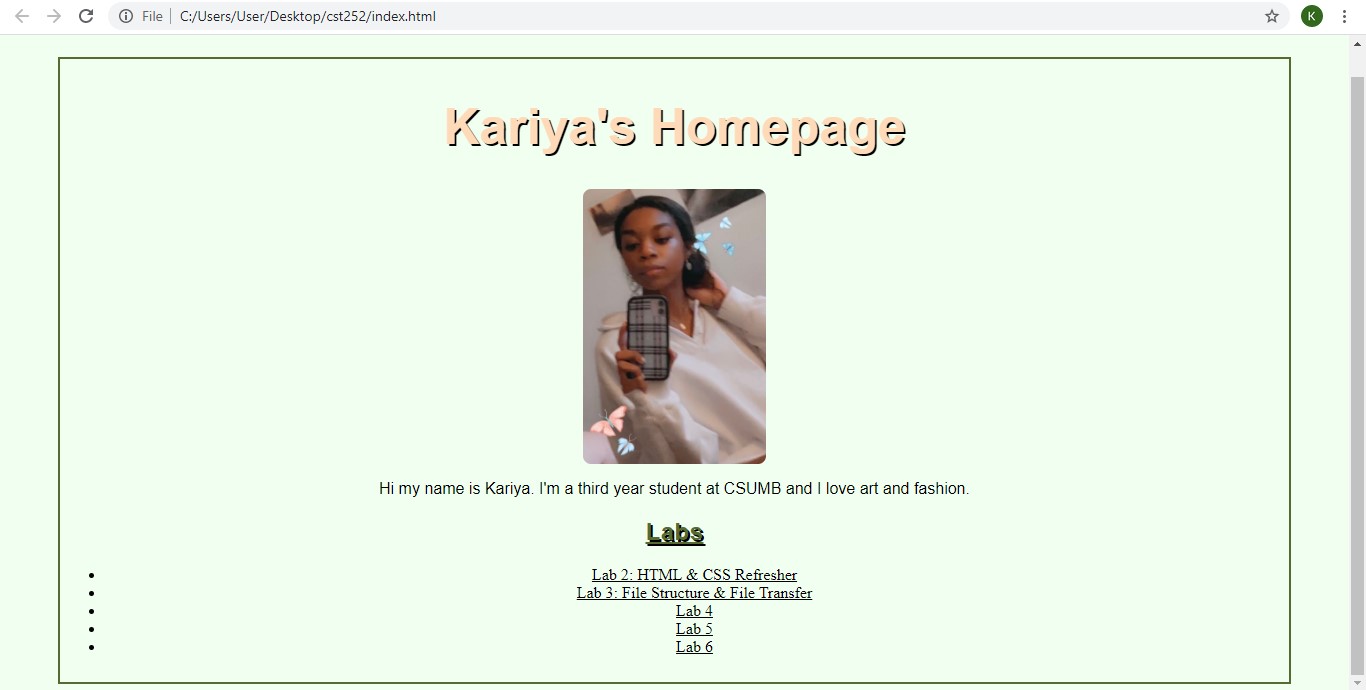 File
C:/Users/User/Desktop/cst252/index.html
K
Kariya's Homepage
Hi my name is Kariya. I'm a third year student at CSUMB and I love art and fashion.
Labs
Lab 2: HTML & CSS Refresher
Lab 3: File Structure & File Transfer
Lab 4
Lab 5
Lab 6